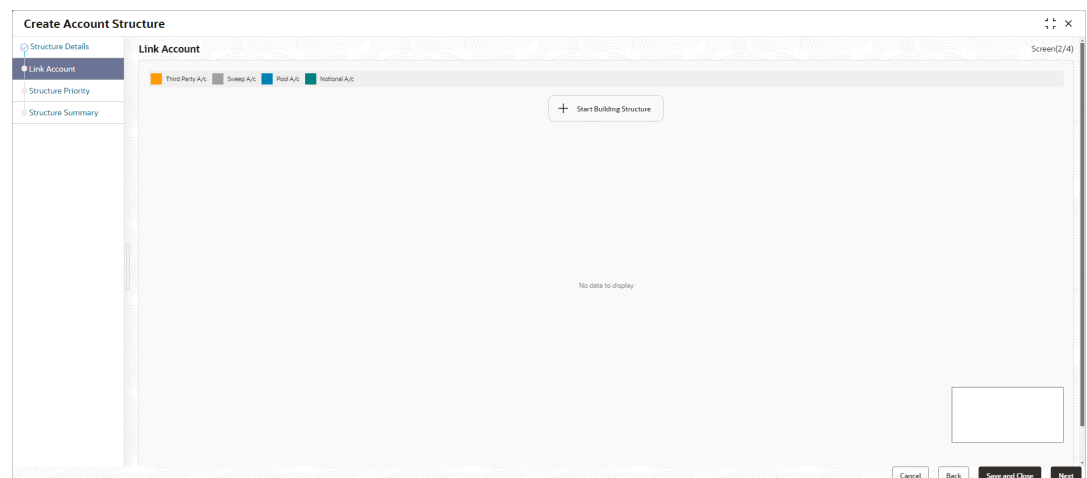 Create Account Structure
Structure Details
Link Account
Structure Priority
Structure Summary
Link Account
Screen(2/4)
Third Party A/c Sweep A/c Pool A/c Notional A/c
+ Start Building Structure
No data to display
Cancel Back Save and Close Next